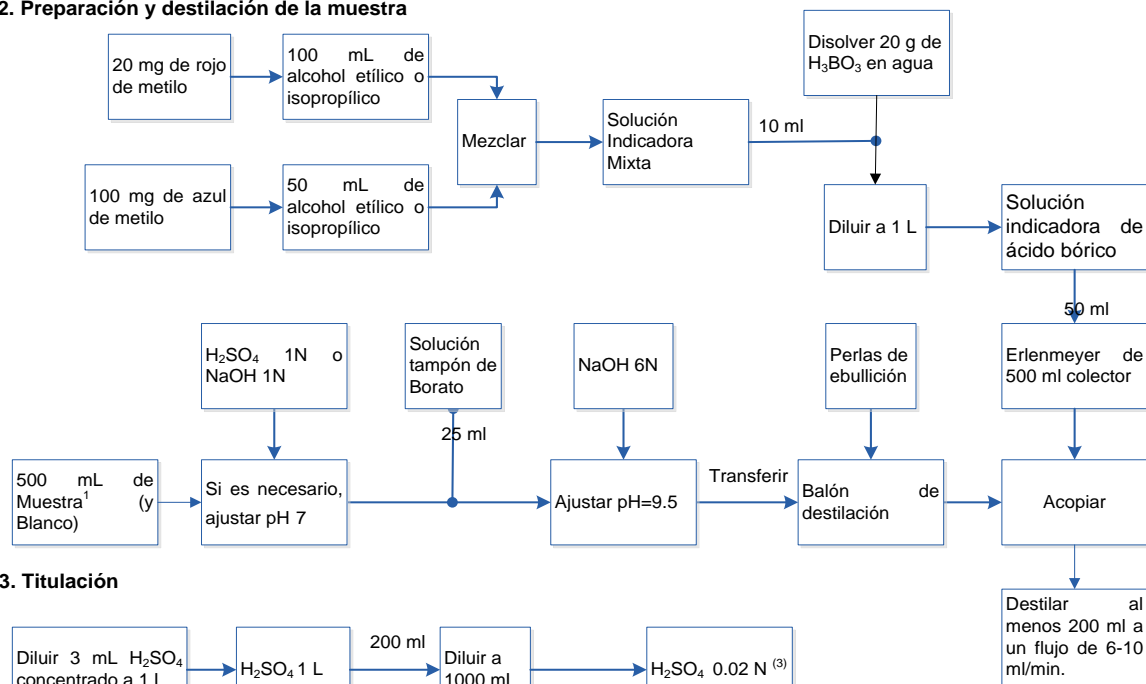 2. Preparación y destilación de la muestra
20 mg de rojo
de metilo
100 mL de
alcohol etílico o
isopropílico
Mezclar
Solución
Indicadora
Mixta
10 ml
Disolver 20 g de
H₃BO₃ en agua
100 mg de azul
de metilo
50 mL de
alcohol etílico o
isopropílico
Diluir a 1 L
Solución
indicadora de
ácido bórico
50 ml
H₂SO₄ 1N o
NaOH 1N
Solución
tampón de
Borato
25 ml
NaOH 6N
Perlas de
ebullición
Erlenmeyer de
500 ml colector
500 mL de
Muestra¹ (y
Blanco)
Si es necesario,
ajustar pH 7
Ajustar pH=9.5
Transferir
Balón de
destilación
Acopiar
Destilar al
menos 200 ml a
un flujo de 6-10
ml/min.
3. Titulación
Diluir 3 mL H₂SO₄
concentrado a 1 L
H₂SO₄ 1 L
200 ml
Diluir a
1000 mL
H₂SO₄ 0.02 N ⁽³⁾